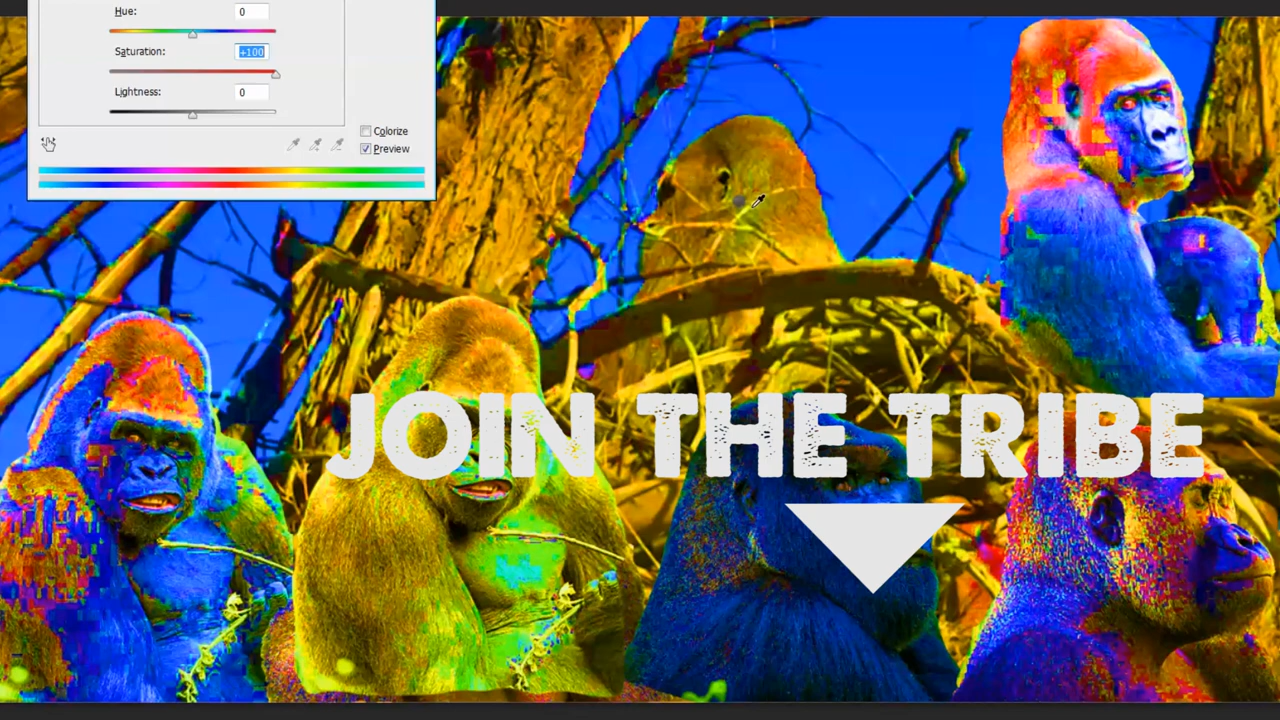 Hue:
0
Saturation:
+100
Lightness:
0
Colorize
Preview
JOIN THE TRIBE